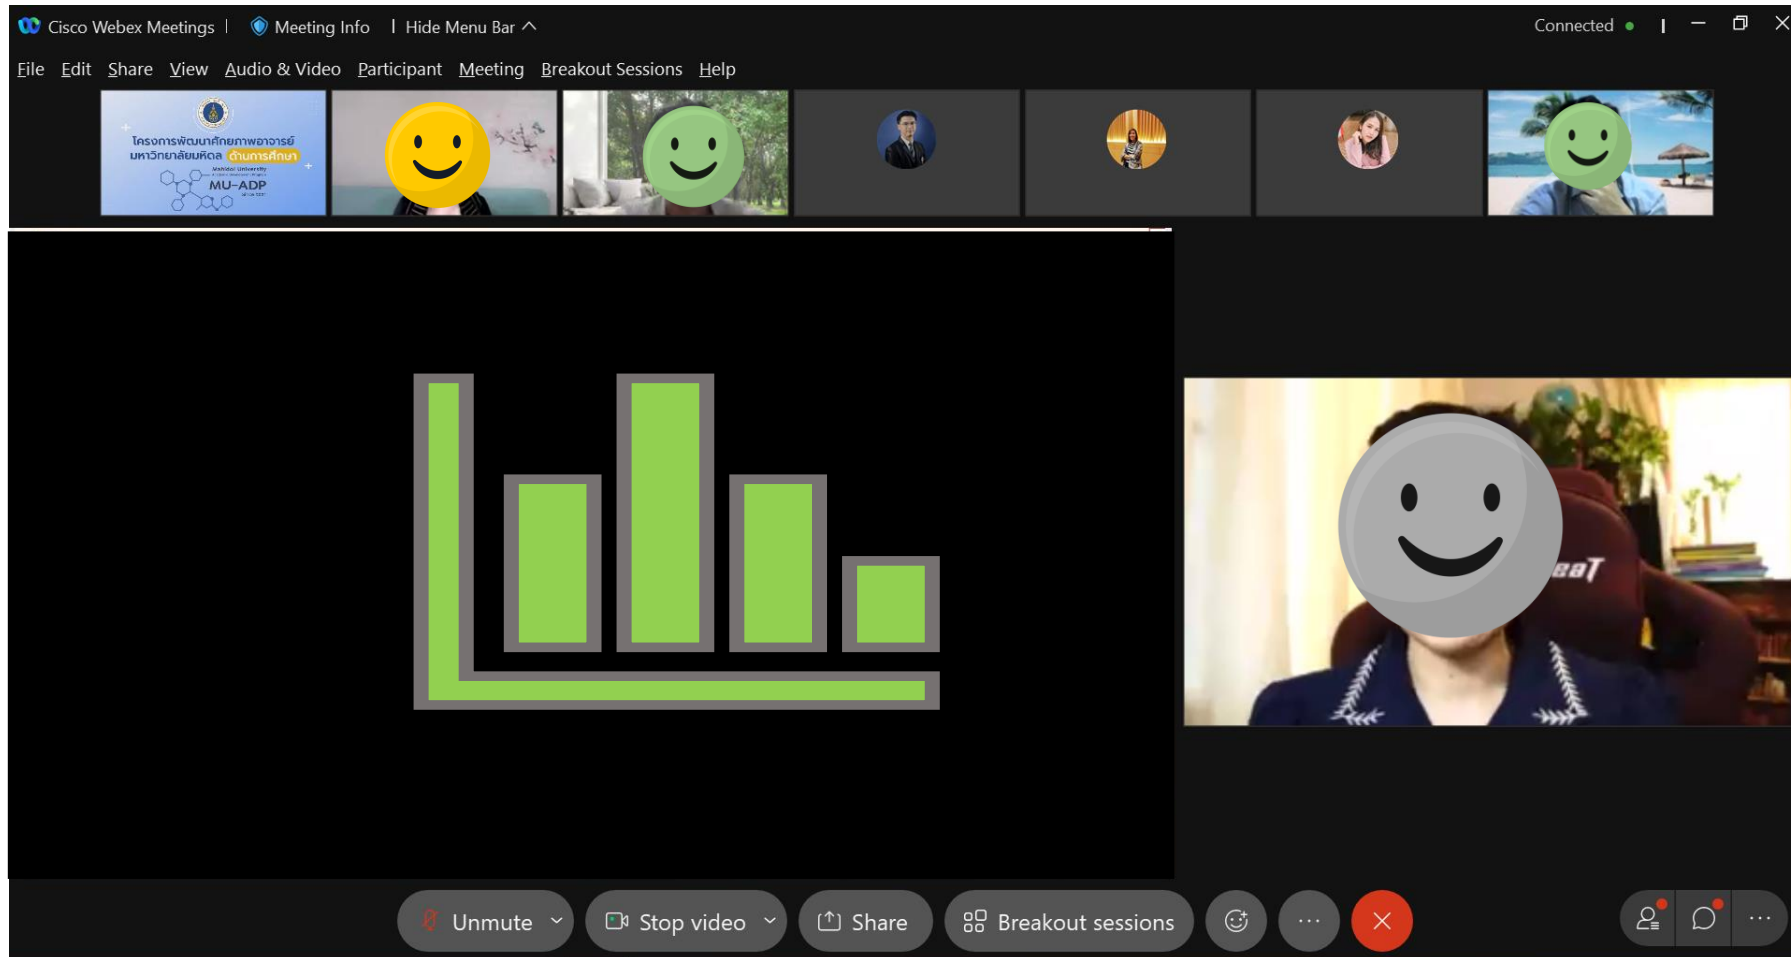 Cisco Webex Meetings
Meeting Info
Hide Menu Bar
Connected
File Edit Share View Audio & Video Participant Meeting Breakout Sessions Help
โครงการพัฒนาศักยภาพอาจารย์
มหาวิทยาลัยมหิดล ด้านการศึกษา
Mahidol University
MU-ADP
eaT
Unmute
Stop video
Share
Breakout sessions